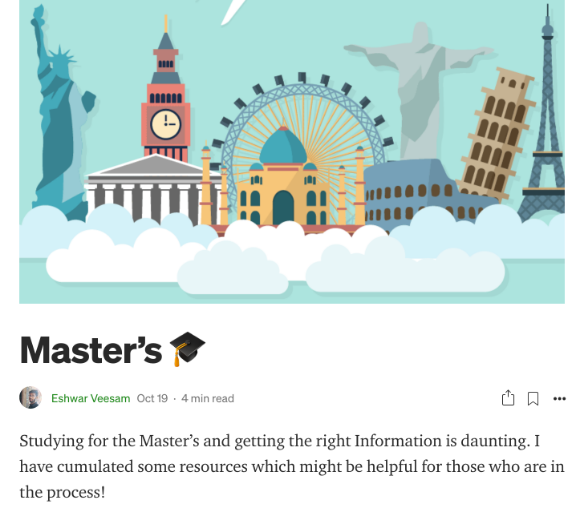 Master's 🎓
Eshwar Veesam Oct 19 · 4 min read
Studying for the Master's and getting the right Information is daunting. I
have cumulated some resources which might be helpful for those who are in
the process!